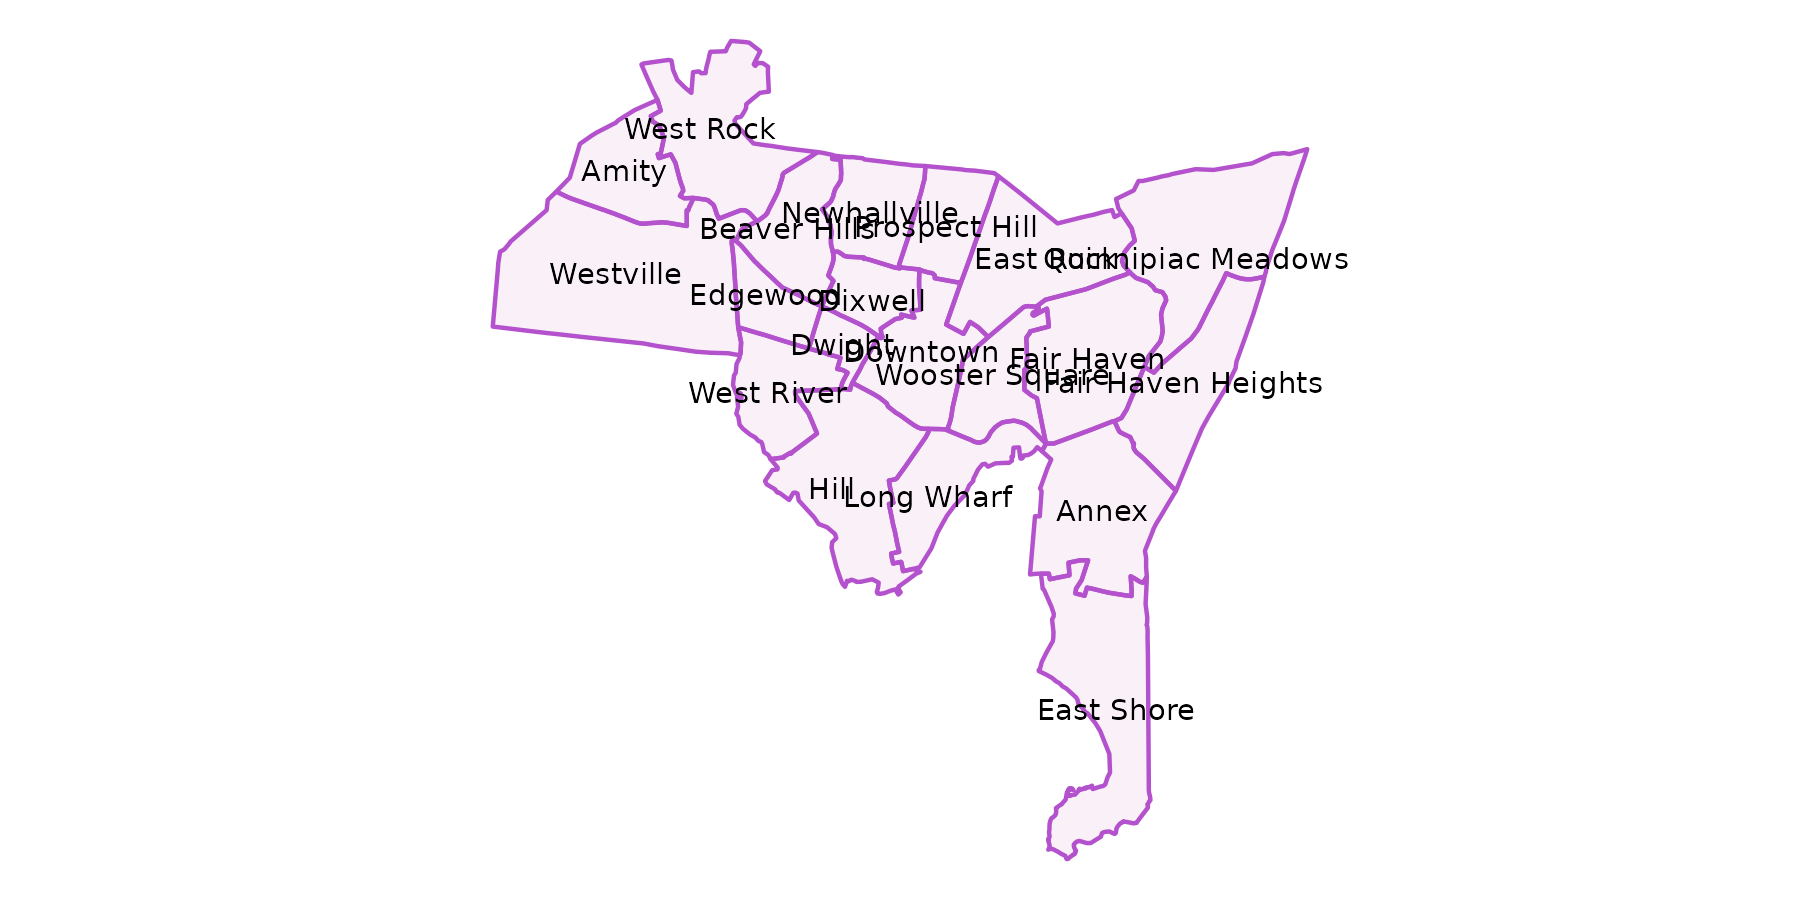 West Rock
Amity
Newhallville
Prospect Hill
Beaver Hills
East Rock
Quinnipiac Meadows
Westville
Edgewood
Dixwell
Dwight
Downtown
Fair Haven
Wooster Square
Fair Haven Heights
West River
Hill
Long Wharf
Annex
East Shore